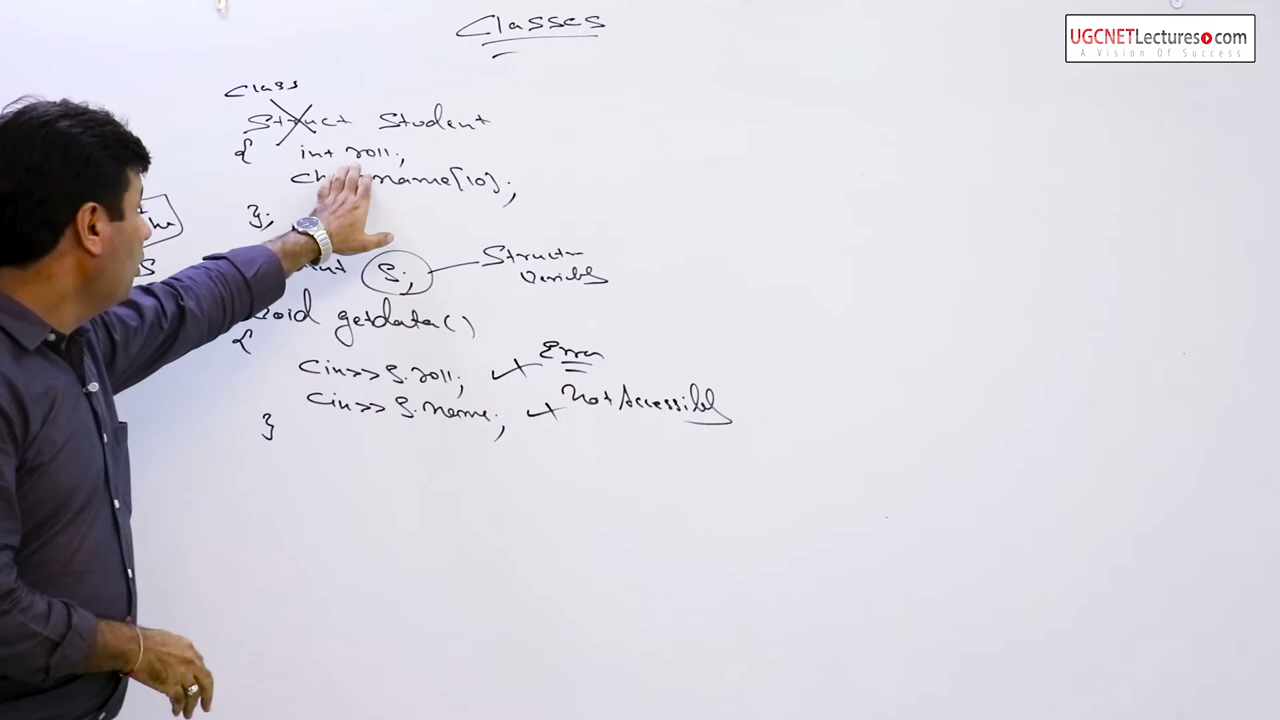 Classes
UGCNETLectures.com
A Vision Of Success
Class
Struct Student
{ int roll;
name[10];
};
S; Structure Variable
void getdata()
{
Cin>> S.roll; Error
Cin>> S.name; Not Accessible
}